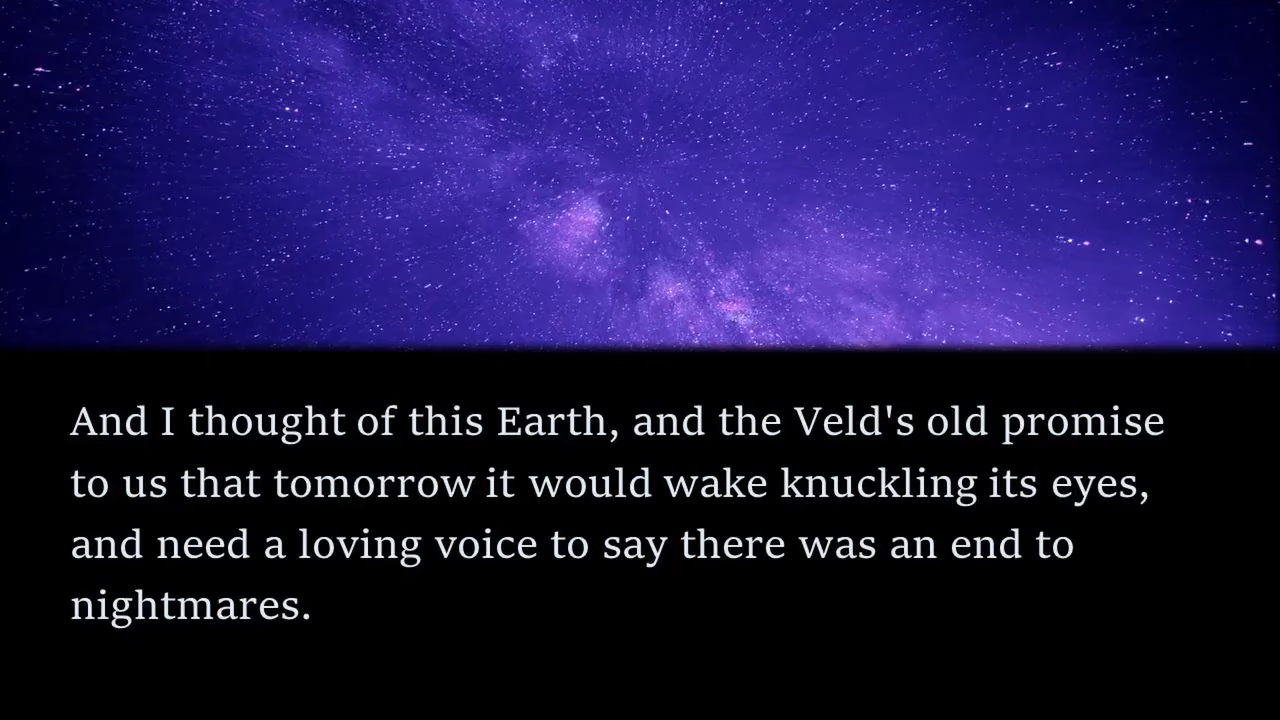 And I thought of this Earth, and the Veld's old promise
to us that tomorrow it would wake knuckling its eyes,
and need a loving voice to say there was an end to
nightmares.